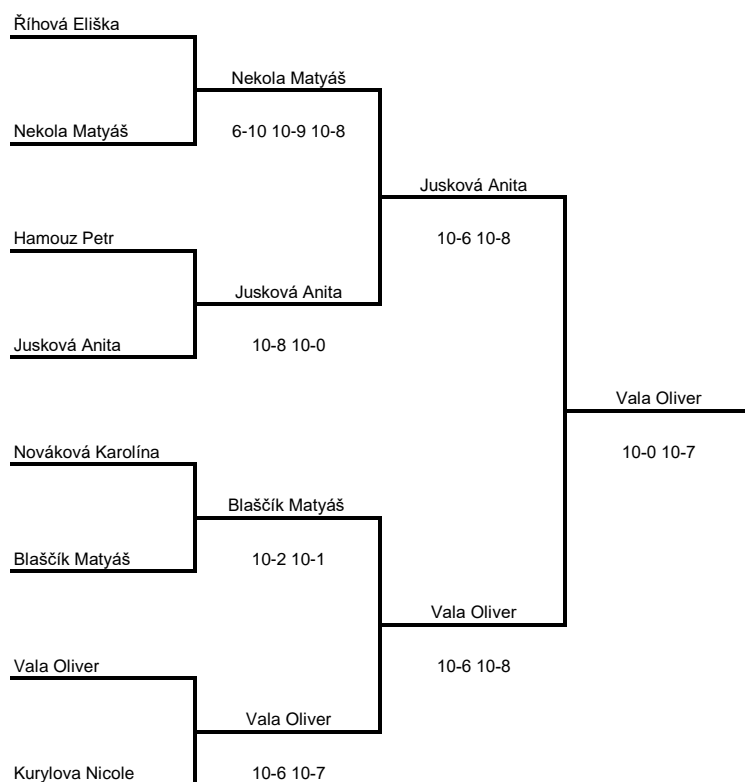 Říhová Eliška
Nekola Matyáš
Nekola Matyáš 6-10 10-9 10-8
Jusková Anita
Hamouz Petr 10-6 10-8
Jusková Anita
Jusková Anita 10-8 10-0
Vala Oliver
Nováková Karolína 10-0 10-7
Blaščík Matyáš
Blaščík Matyáš 10-2 10-1
Vala Oliver
Vala Oliver 10-6 10-8
Vala Oliver
Kurylova Nicole 10-6 10-7